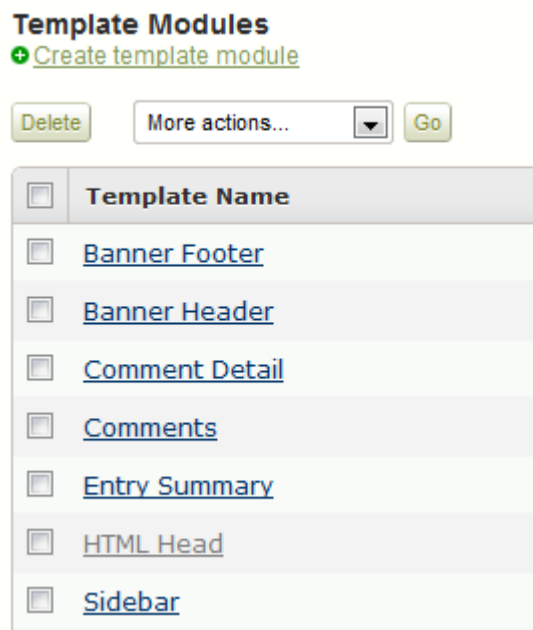 Template Modules
Create template module
Delete More actions... Go
Template Name
Banner Footer
Banner Header
Comment Detail
Comments
Entry Summary
HTML Head
Sidebar